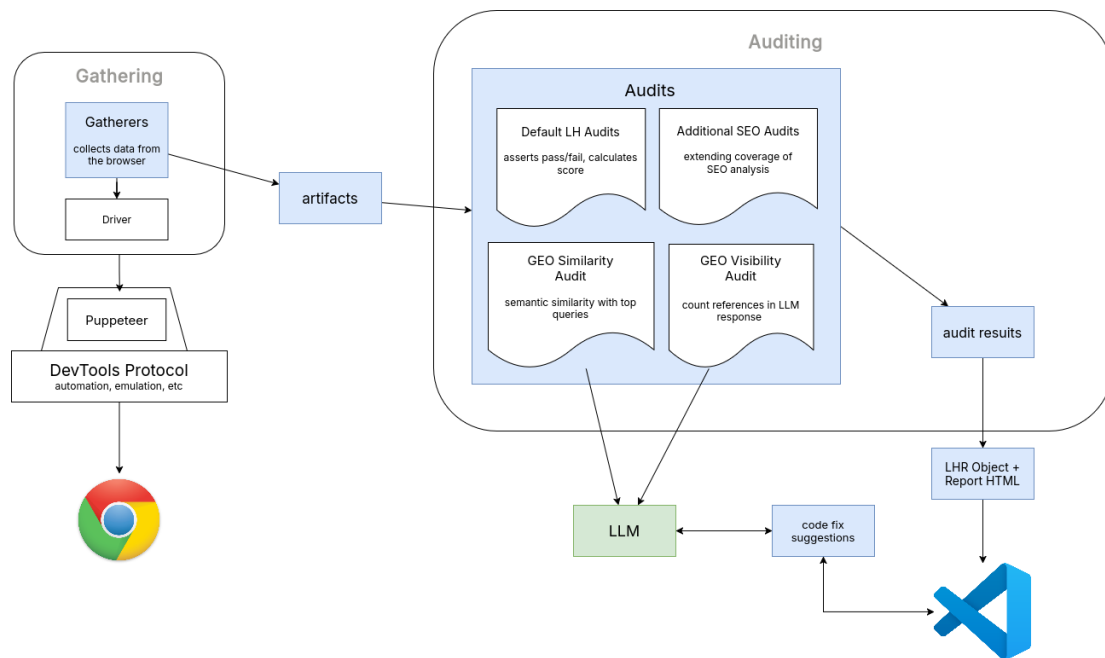 Auditing
Gathering
Audits
Gatherers
collects data from
the browser
Default LH Audits
asserts pass/fail, calculates
score
Additional SEO Audits
extending coverage of
SEO analysis
artifacts
Driver
GEO Similarity
Audit
semantic similarity with top
queries
GEO Visibility
Audit
count references in LLM
response
Puppeteer
audit results
DevTools Protocol
automation, emulation, etc
LHR Object +
Report HTML
LLM
code fix
suggestions